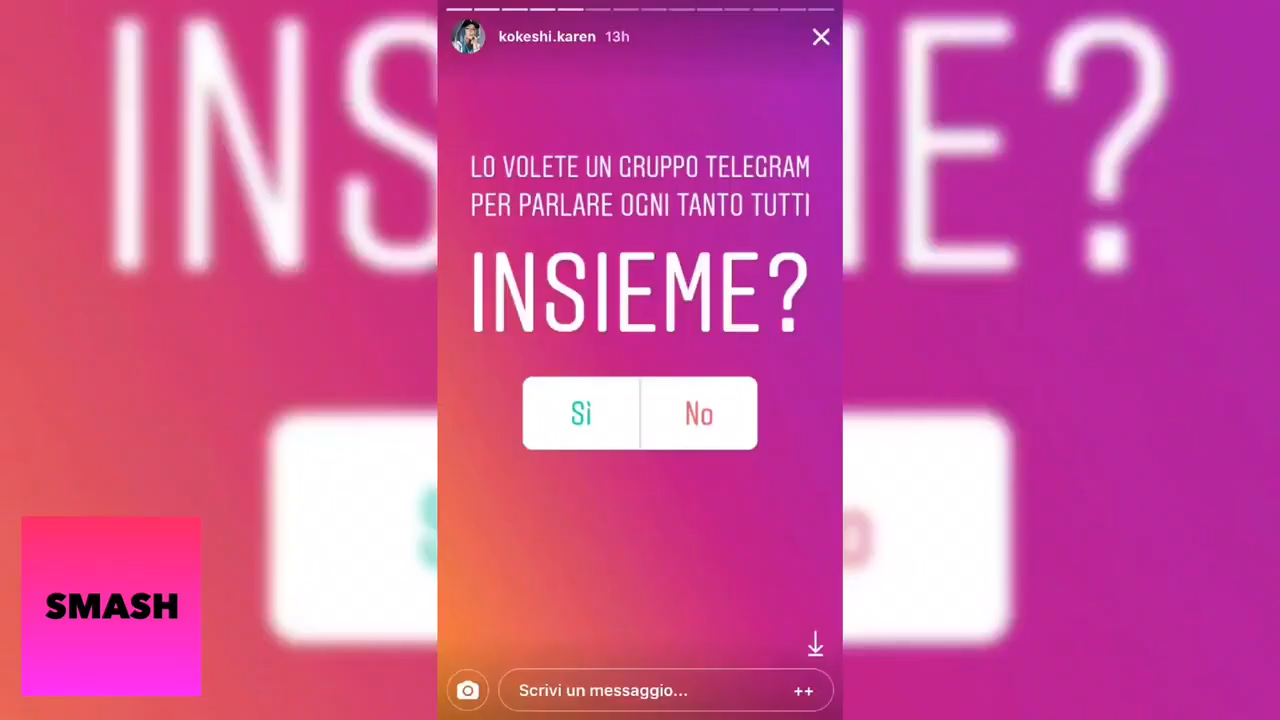 kokeshi.karen 13h
LO VOLETE UN GRUPPO TELEGRAM
PER PARLARE OGNI TANTO TUTTI
INSIEME?
Sì No
SMASH
Scrivi un messaggio... ++